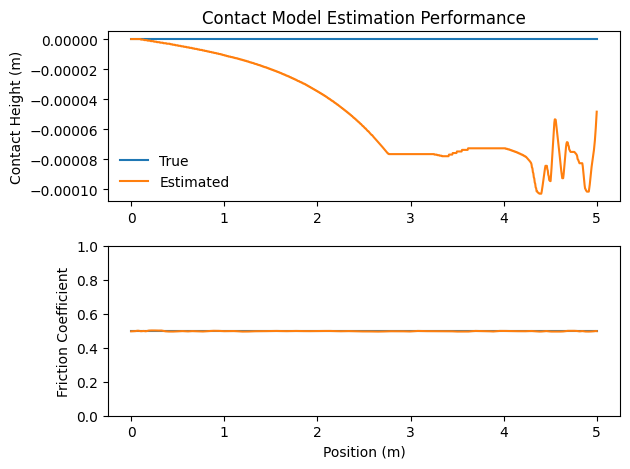 Contact Model Estimation Performance
Contact Height (m)
0.00000
−0.00002
−0.00004
−0.00006
−0.00008
−0.00010
True
Estimated
0 1 2 3 4 5
Friction Coefficient
1.0
0.8
0.6
0.4
0.2
0.0
0 1 2 3 4 5
Position (m)